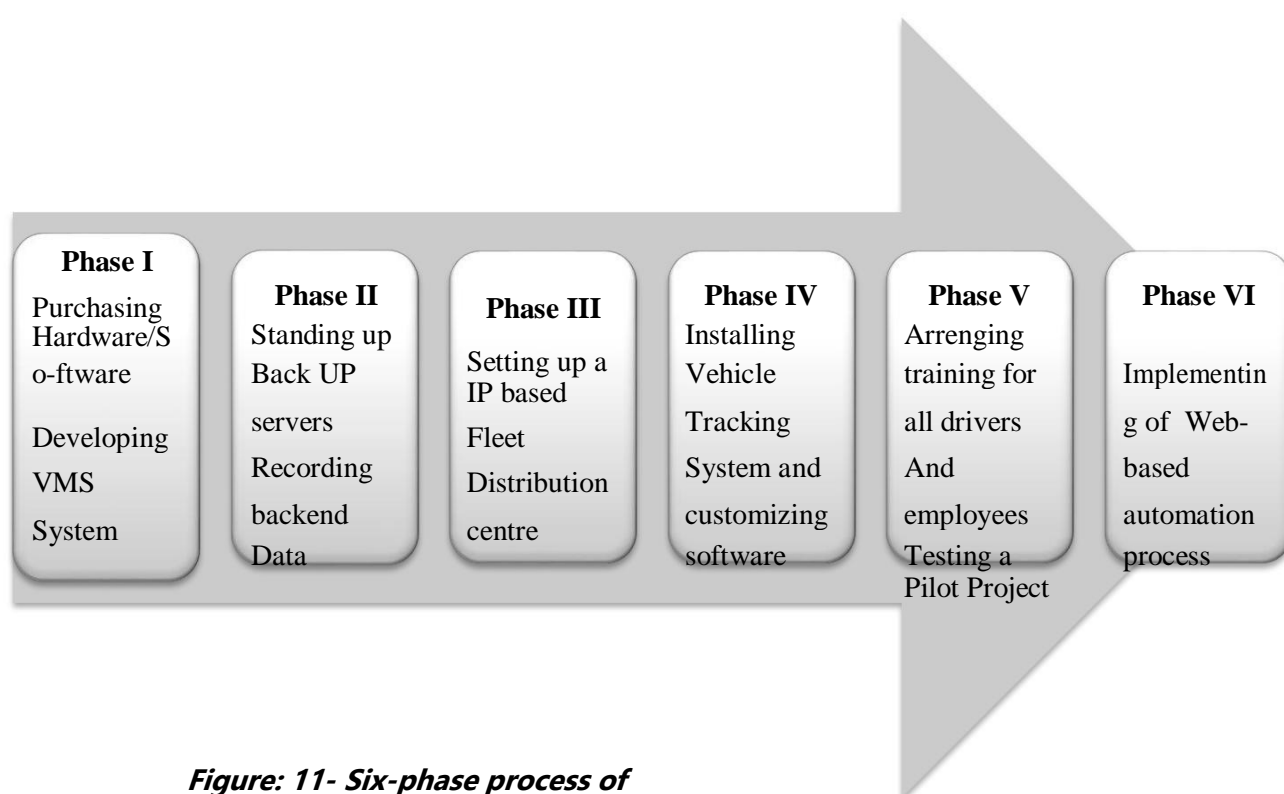 Phase I
Purchasing
Hardware/S
o-ftware
Developing
VMS
System
Phase II
Standing up
Back UP
servers
Recording
backend
Data
Phase III
Setting up a
IP based
Fleet
Distribution
centre
Phase IV
Installing
Vehicle
Tracking
System and
customizing
software
Phase V
Arrenging
training for
all drivers
And
employees
Testing a
Pilot Project
Phase VI
Implementin
g of Web-
based
automation
process
Figure: 11- Six-phase process of